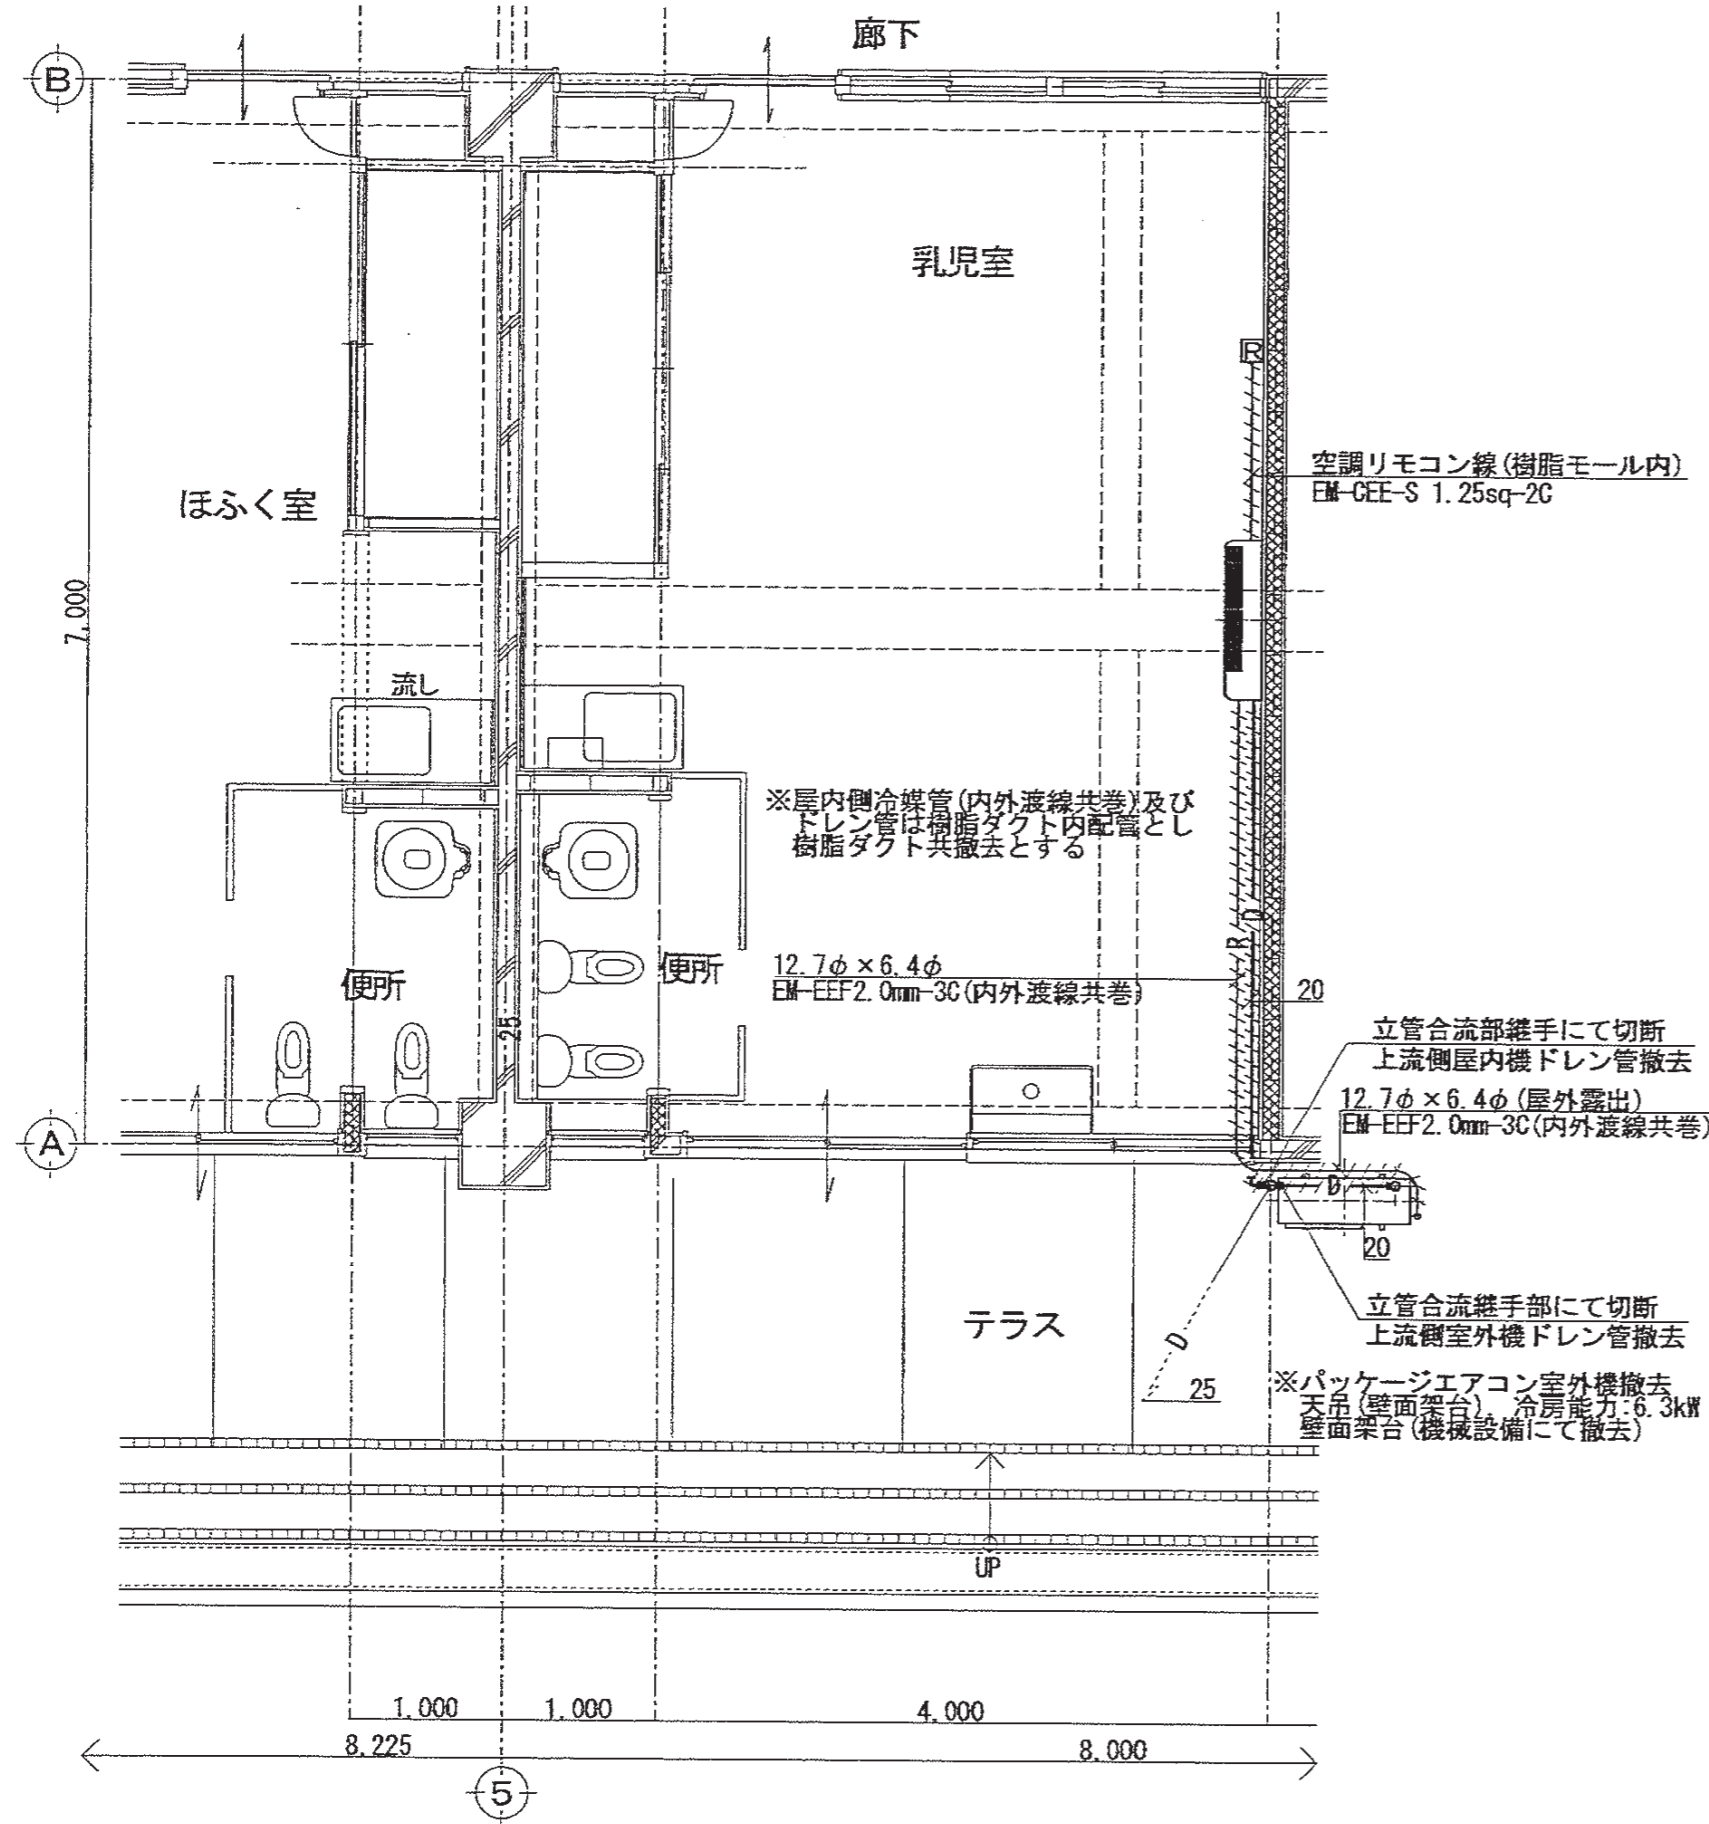 廊下
B
乳児室
R
空調リモコン線(樹脂モール内)
EM-CEE-S 1.25sq-2C
ほふく室
7,000
流し
※屋内側冷媒管(内外渡線共巻)及び
ドレン管は樹脂ダクト内配管とし
樹脂ダクト共撤去とする
D
R
12.7φ×6.4φ
EM-EEF2.0mm-3C(内外渡線共巻)
20
便所
便所
25
立管合流部継手にて切断
上流側屋内機ドレン管撤去
12.7φ×6.4φ(屋外露出)
EM-EEF2.0mm-3C(内外渡線共巻)
A
D
20
立管合流継手部にて切断
上流側室外機ドレン管撤去
テラス
D
25
※パッケージエアコン室外機撤去
天吊(壁面架台) 冷房能力:6.3kW
壁面架台(機械設備にて撤去)
UP
1,000
1,000
4,000
8,225
8,000
5